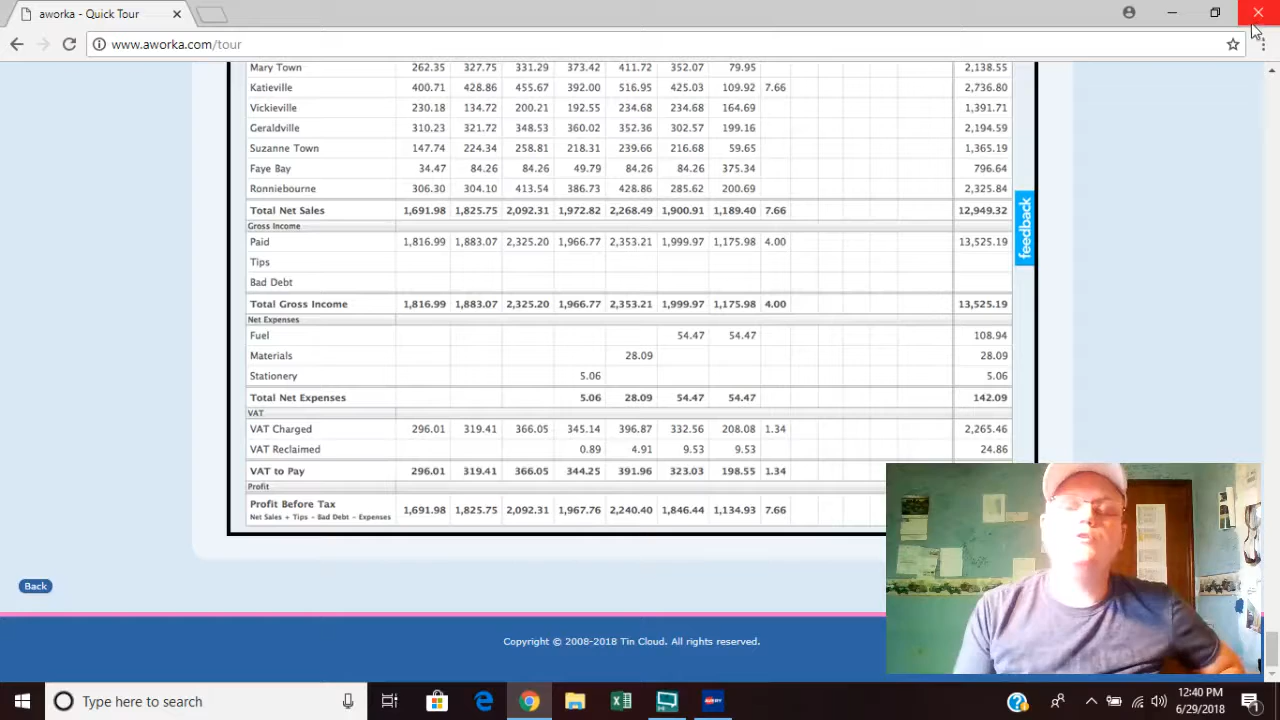 aworka - Quick Tour
www.aworka.com/tour
Mary Town 262.35 327.75 331.29 373.42 411.72 352.07 79.95 2,138.55
Katieville 400.71 428.86 455.67 392.00 516.95 425.03 109.92 7.66 2,736.80
Vickieville 230.18 134.72 200.21 192.55 234.68 234.68 164.69 1,391.71
Geraldville 310.23 321.72 348.53 360.02 352.36 302.57 199.16 2,194.59
Suzanne Town 147.74 224.34 258.81 218.31 239.66 216.68 59.65 1,365.19
Faye Bay 34.47 84.26 84.26 49.79 84.26 84.26 375.34 796.64
Ronniebourne 306.30 304.10 413.54 386.73 428.86 285.62 200.69 2,325.84
Total Net Sales 1,691.98 1,825.75 2,092.31 1,972.82 2,268.49 1,900.91 1,189.40 7.66 12,949.32
Gross Income
Paid 1,816.99 1,883.07 2,325.20 1,966.77 2,353.21 1,999.97 1,175.98 4.00 13,525.19
Tips
Bad Debt
Total Gross Income 1,816.99 1,883.07 2,325.20 1,966.77 2,353.21 1,999.97 1,175.98 4.00 13,525.19
Net Expenses
Fuel 54.47 54.47 108.94
Materials 28.09 28.09
Stationery 5.06 5.06
Total Net Expenses 5.06 28.09 54.47 54.47 142.09
VAT
VAT Charged 296.01 319.41 366.05 345.14 396.87 332.56 208.08 1.34 2,265.46
VAT Reclaimed 0.89 4.91 9.53 9.53 24.86
VAT to Pay 296.01 319.41 366.05 344.25 391.96 323.03 198.55 1.34
Profit
Profit Before Tax 1,691.98 1,825.75 2,092.31 1,967.76 2,240.40 1,846.44 1,134.93 7.66
Net Sales + Tips - Bad Debt - Expenses
feedback
Back
Copyright © 2008-2018 Tin Cloud. All rights reserved.
Type here to search
12:40 PM
6/29/2018